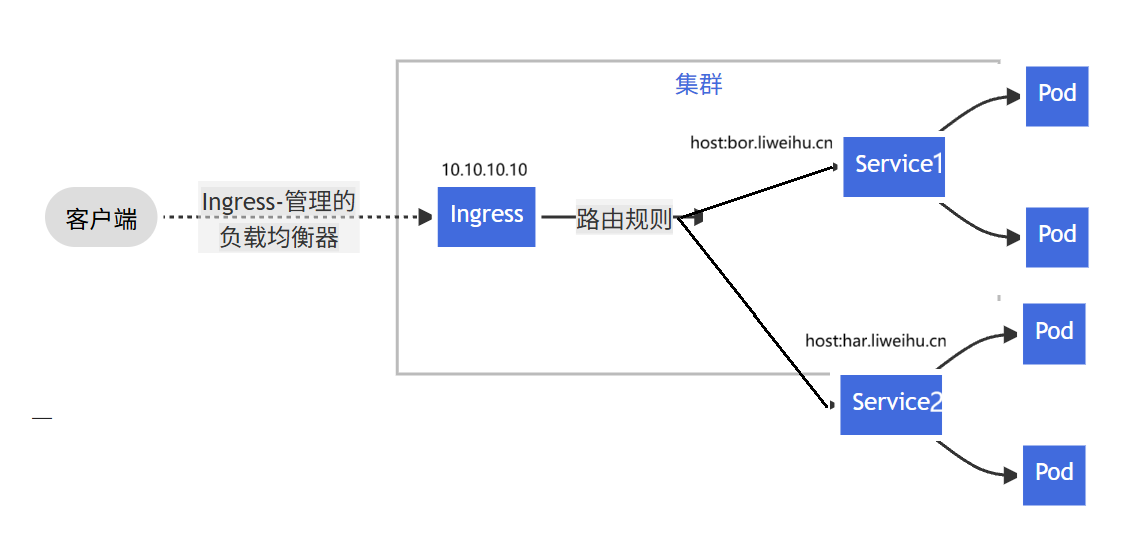 集群
Pod
host:bor.liweihu.cn
Service1
10.10.10.10
客户端
Ingress-管理的
负载均衡器
Ingress
路由规则
Pod
host:har.liweihu.cn
Pod
Service2
Pod